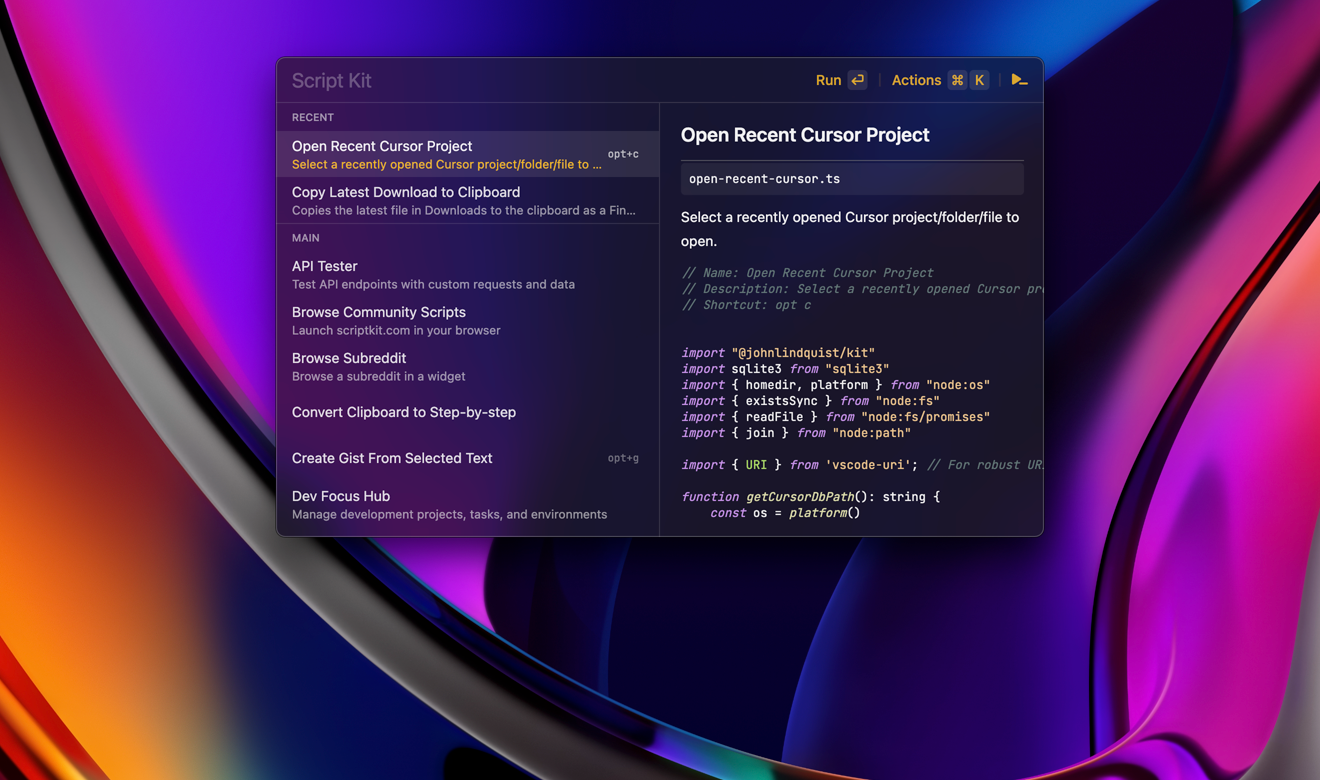 Script Kit
Run ↵ Actions ⌘ K
RECENT
Open Recent Cursor Project
Select a recently opened Cursor project/folder/file to ...
opt+c
Copy Latest Download to Clipboard
Copies the latest file in Downloads to the clipboard as a Fin...
MAIN
API Tester
Test API endpoints with custom requests and data
Browse Community Scripts
Launch scriptkit.com in your browser
Browse Subreddit
Browse a subreddit in a widget
Convert Clipboard to Step-by-step
Create Gist From Selected Text
opt+g
Dev Focus Hub
Manage development projects, tasks, and environments
Open Recent Cursor Project
open-recent-cursor.ts
Select a recently opened Cursor project/folder/file to
open.
// Name: Open Recent Cursor Project
// Description: Select a recently opened Cursor
// Shortcut: opt c
import "@johnlindquist/kit"
import sqlite3 from "sqlite3"
import { homedir, platform } from "node:os"
import { existsSync } from "node:fs"
import { readFile } from "node:fs/promises"
import { join } from "node:path"
import { URI } from 'vscode-uri'; // For robust
function getCursorDbPath(): string {
const os = platform()